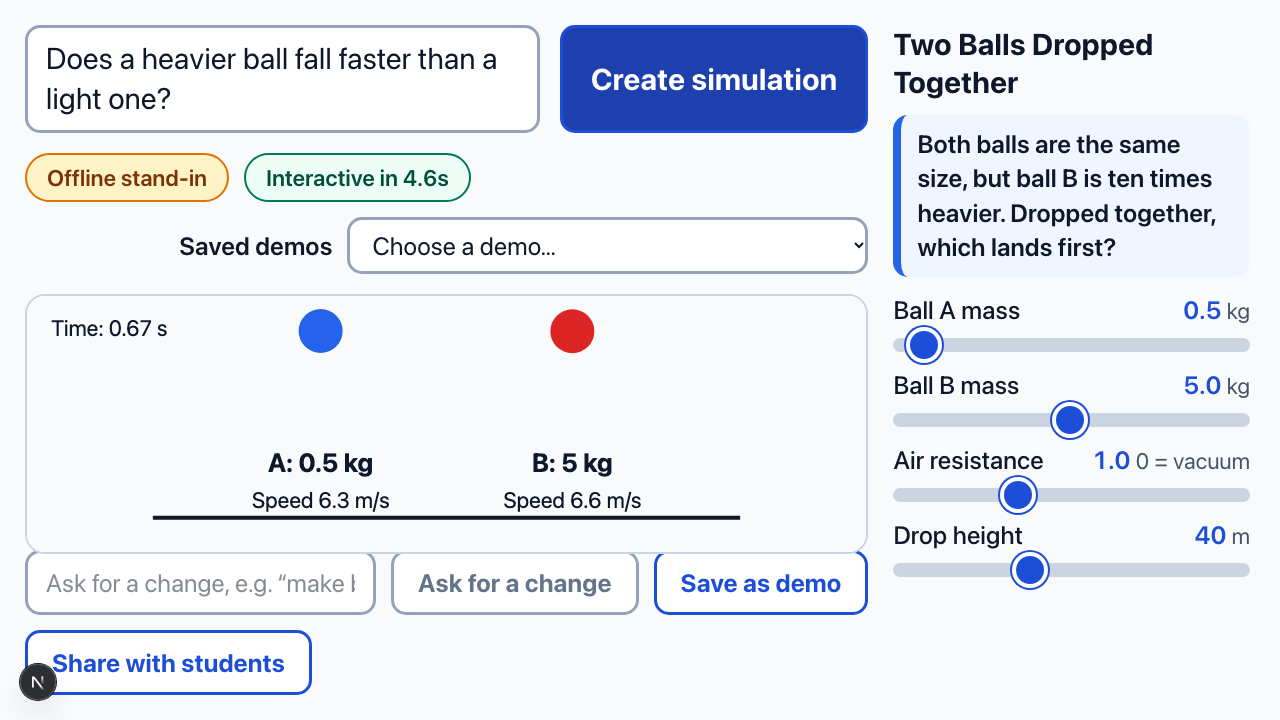 Does a heavier ball fall faster than a
light one?
Create simulation
Offline stand-in
Interactive in 4.6s
Saved demos
Choose a demo...
Time: 0.67 s
A: 0.5 kg
B: 5 kg
Speed 6.3 m/s
Speed 6.6 m/s
Ask for a change, e.g. “make
Ask for a change
Save as demo
Share with students
N
Two Balls Dropped
Together
Both balls are the same
size, but ball B is ten times
heavier. Dropped together,
which lands first?
Ball A mass 0.5 kg
Ball B mass 5.0 kg
Air resistance 1.0 0 = vacuum
Drop height 40 m